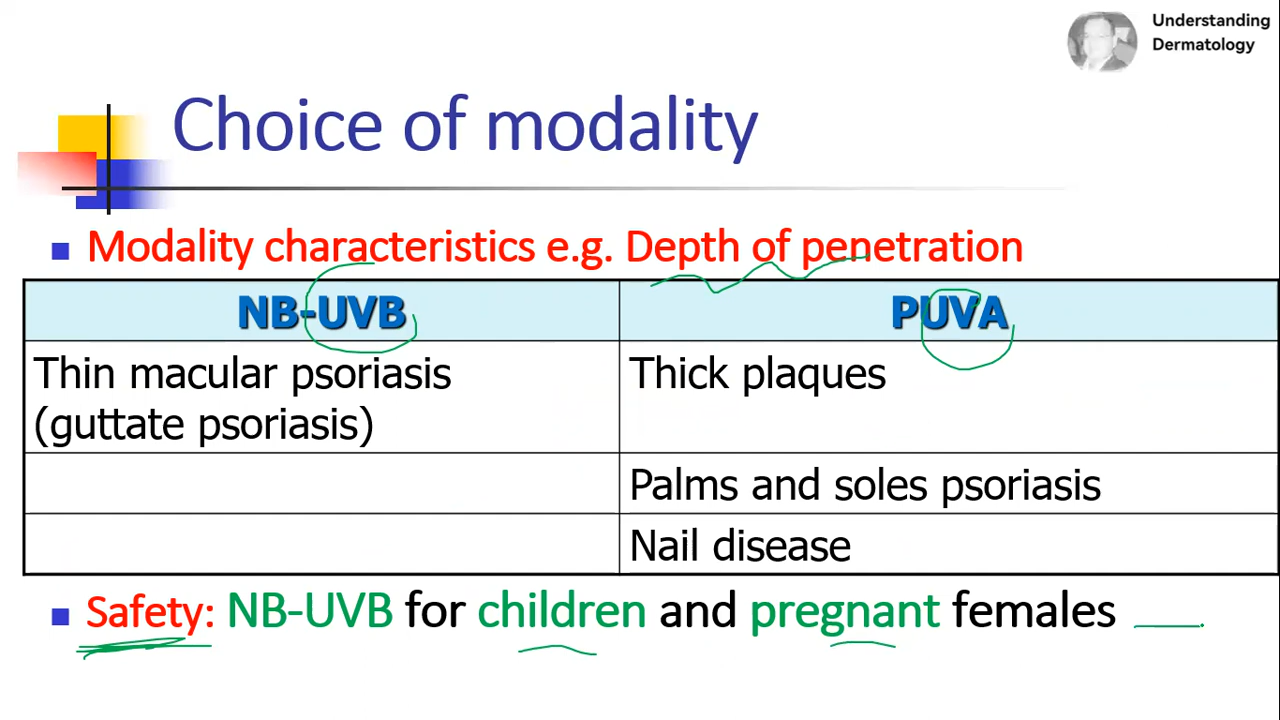 Understanding
Dermatology
Choice of modality
Modality characteristics e.g. Depth of penetration
NB-UVB
PUVA
Thin macular psoriasis
(guttate psoriasis)
Thick plaques
Palms and soles psoriasis
Nail disease
Safety: NB-UVB for children and pregnant females